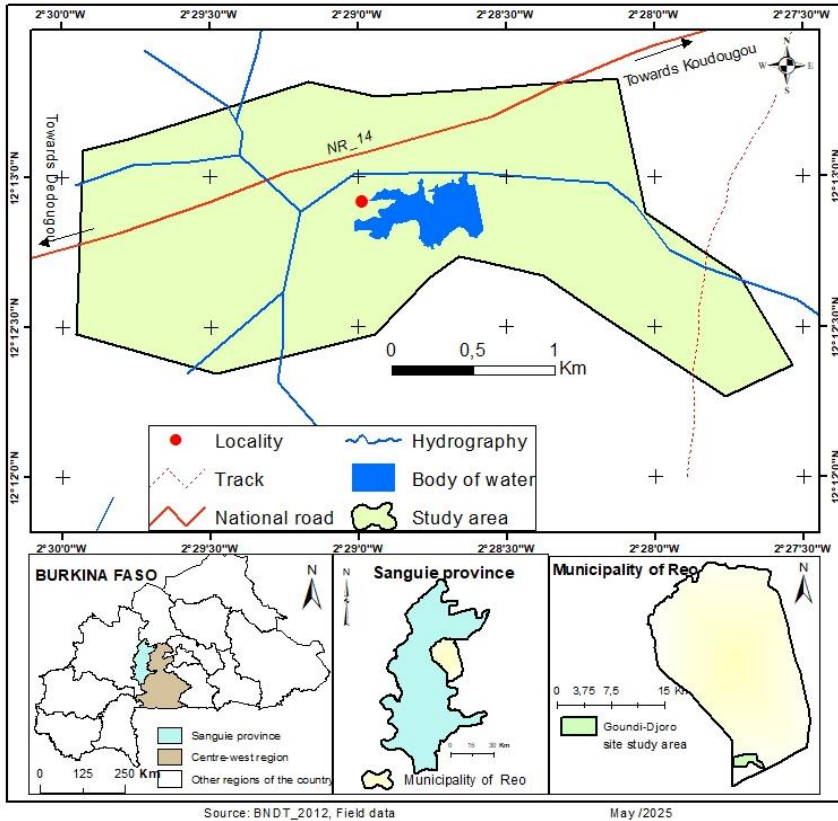 2°30'0"W 2°29'30"W 2°29'0"W 2°28'30"W 2°28'0"W 2°27'30"W
N
W E
S
Towards Koudougou
Towards Dedougou
NR_14
12°13'0"N 12°13'0"N
12°12'30"N 12°12'30"N
0 0,5 1
Km
Locality Hydrography
Track Body of water
National road Study area
12°12'0"N 12°12'0"N
2°30'0"W 2°29'30"W 2°29'0"W 2°28'30"W 2°28'0"W 2°27'30"W
BURKINA FASO
N
Sanguie province
Centre-west region
Other regions of the country
0 125 250 Km
Sanguie province
N
0 15 30 Km
Municipality of Reo
Municipality of Reo
N
0 3,75 7,5 15 Km
Goundi-Djoro
site study area
Source: BNDT_2012, Field data May /2025